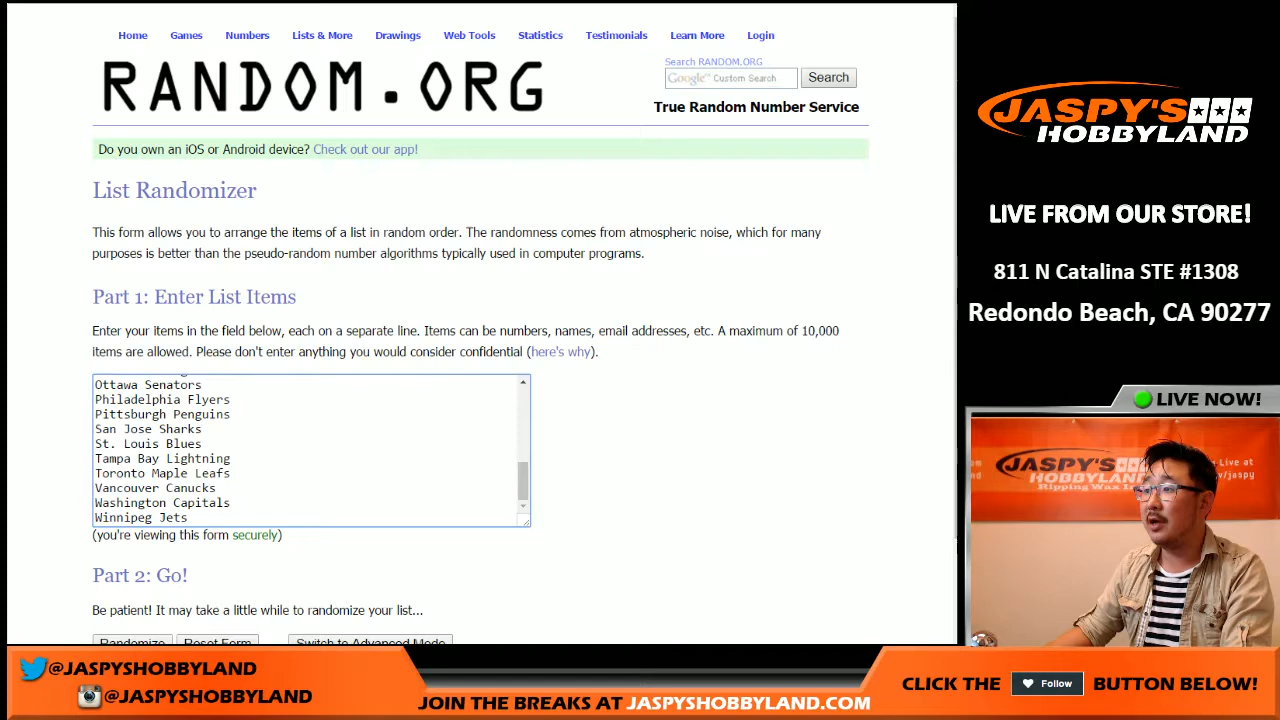 Home Games Numbers Lists & More Drawings Web Tools Statistics Testimonials Learn More Login
RANDOM.ORG
Search RANDOM.ORG
Google™ Custom Search Search
True Random Number Service
Do you own an iOS or Android device? Check out our app!
List Randomizer
This form allows you to arrange the items of a list in random order. The randomness comes from atmospheric noise, which for many
purposes is better than the pseudo-random number algorithms typically used in computer programs.
Part 1: Enter List Items
Enter your items in the field below, each on a separate line. Items can be numbers, names, email addresses, etc. A maximum of 10,000
items are allowed. Please don't enter anything you would consider confidential (here's why).
Ottawa Senators
Philadelphia Flyers
Pittsburgh Penguins
San Jose Sharks
St. Louis Blues
Tampa Bay Lightning
Toronto Maple Leafs
Vancouver Canucks
Washington Capitals
Winnipeg Jets
(you're viewing this form securely)
Part 2: Go!
Be patient! It may take a little while to randomize your list...
Randomize Reset Form Switch to Advanced Mode
JASPY'S
HOBBYLAND
LIVE FROM OUR STORE!
811 N Catalina STE #1308
Redondo Beach, CA 90277
LIVE NOW!
JASPY'S
HOBBYLAND
Ripping Wax
@JASPYSHOBBYLAND
@JASPYSHOBBYLAND
JOIN THE BREAKS AT JASPYSHOBBYLAND.COM
CLICK THE Follow BUTTON BELOW!